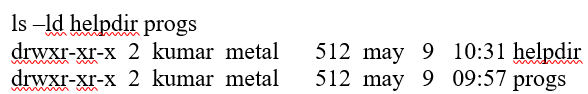 ls –ld helpdir progs
drwxr-xr-x 2 kumar metal 512 may 9 10:31 helpdir
drwxr-xr-x 2 kumar metal 512 may 9 09:57 progs